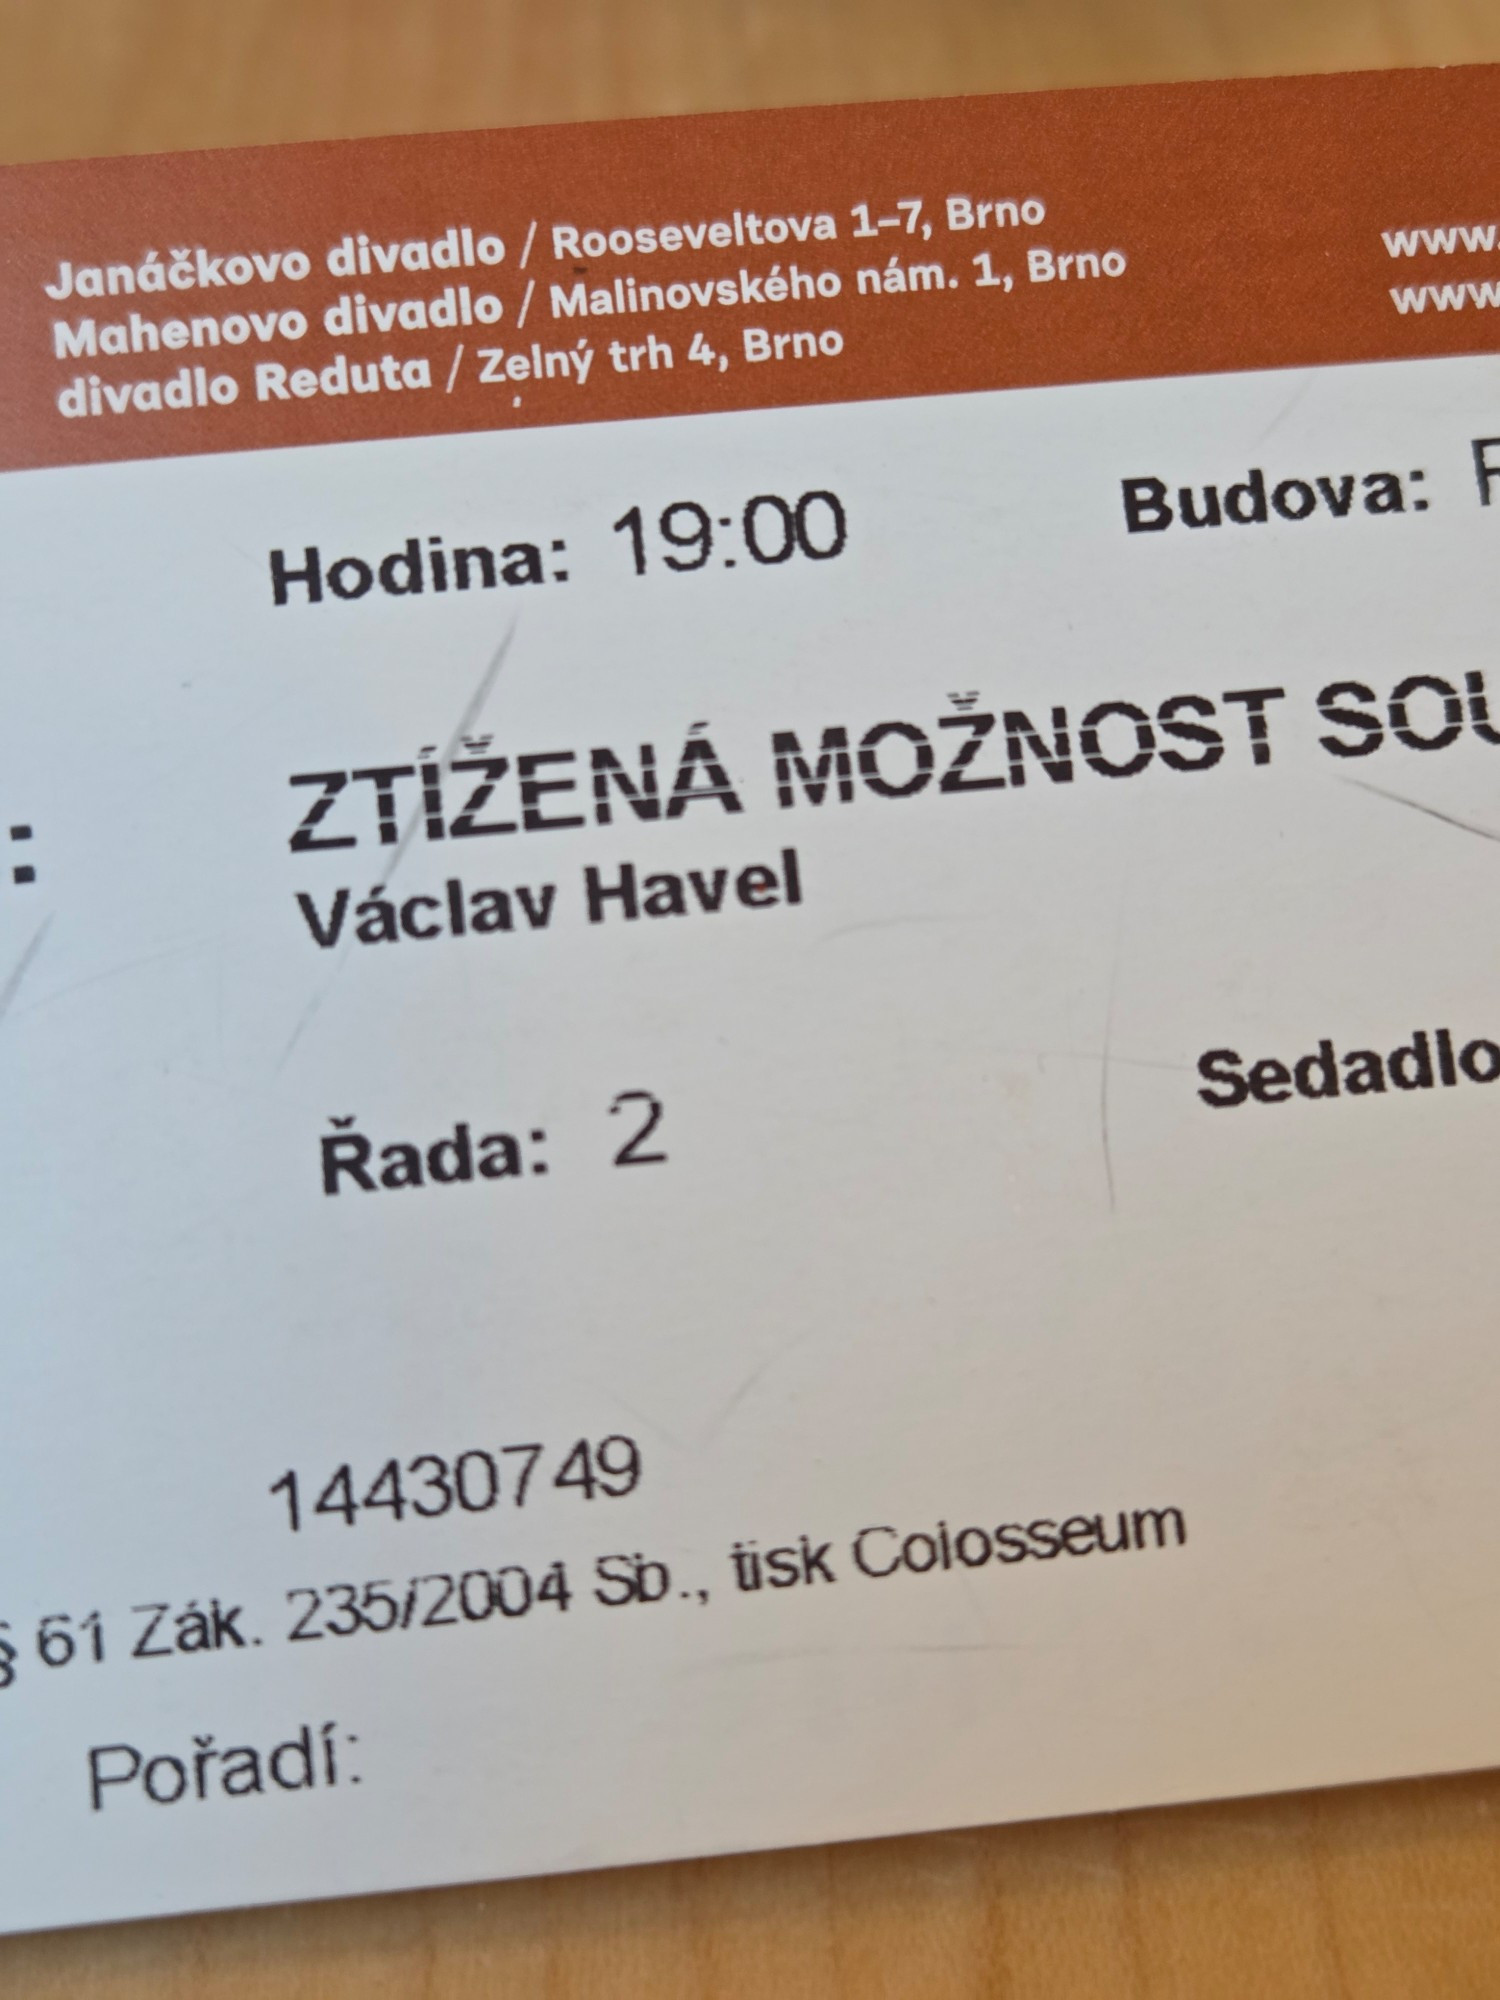 Janáčkovo divadlo / Rooseveltova 1–7, Brno
Mahenovo divadlo / Malinovského nám. 1, Brno
divadlo Reduta / Zelný trh 4, Brno
www.
www.
Hodina: 19:00
Budova:
:
ZTÍŽENÁ MOŽNOST
Václav Havel
Řada: 2
Sedadlo
14430749
§ 61 Zák. 235/2004 Sb., tisk Colosseum
Pořadí: